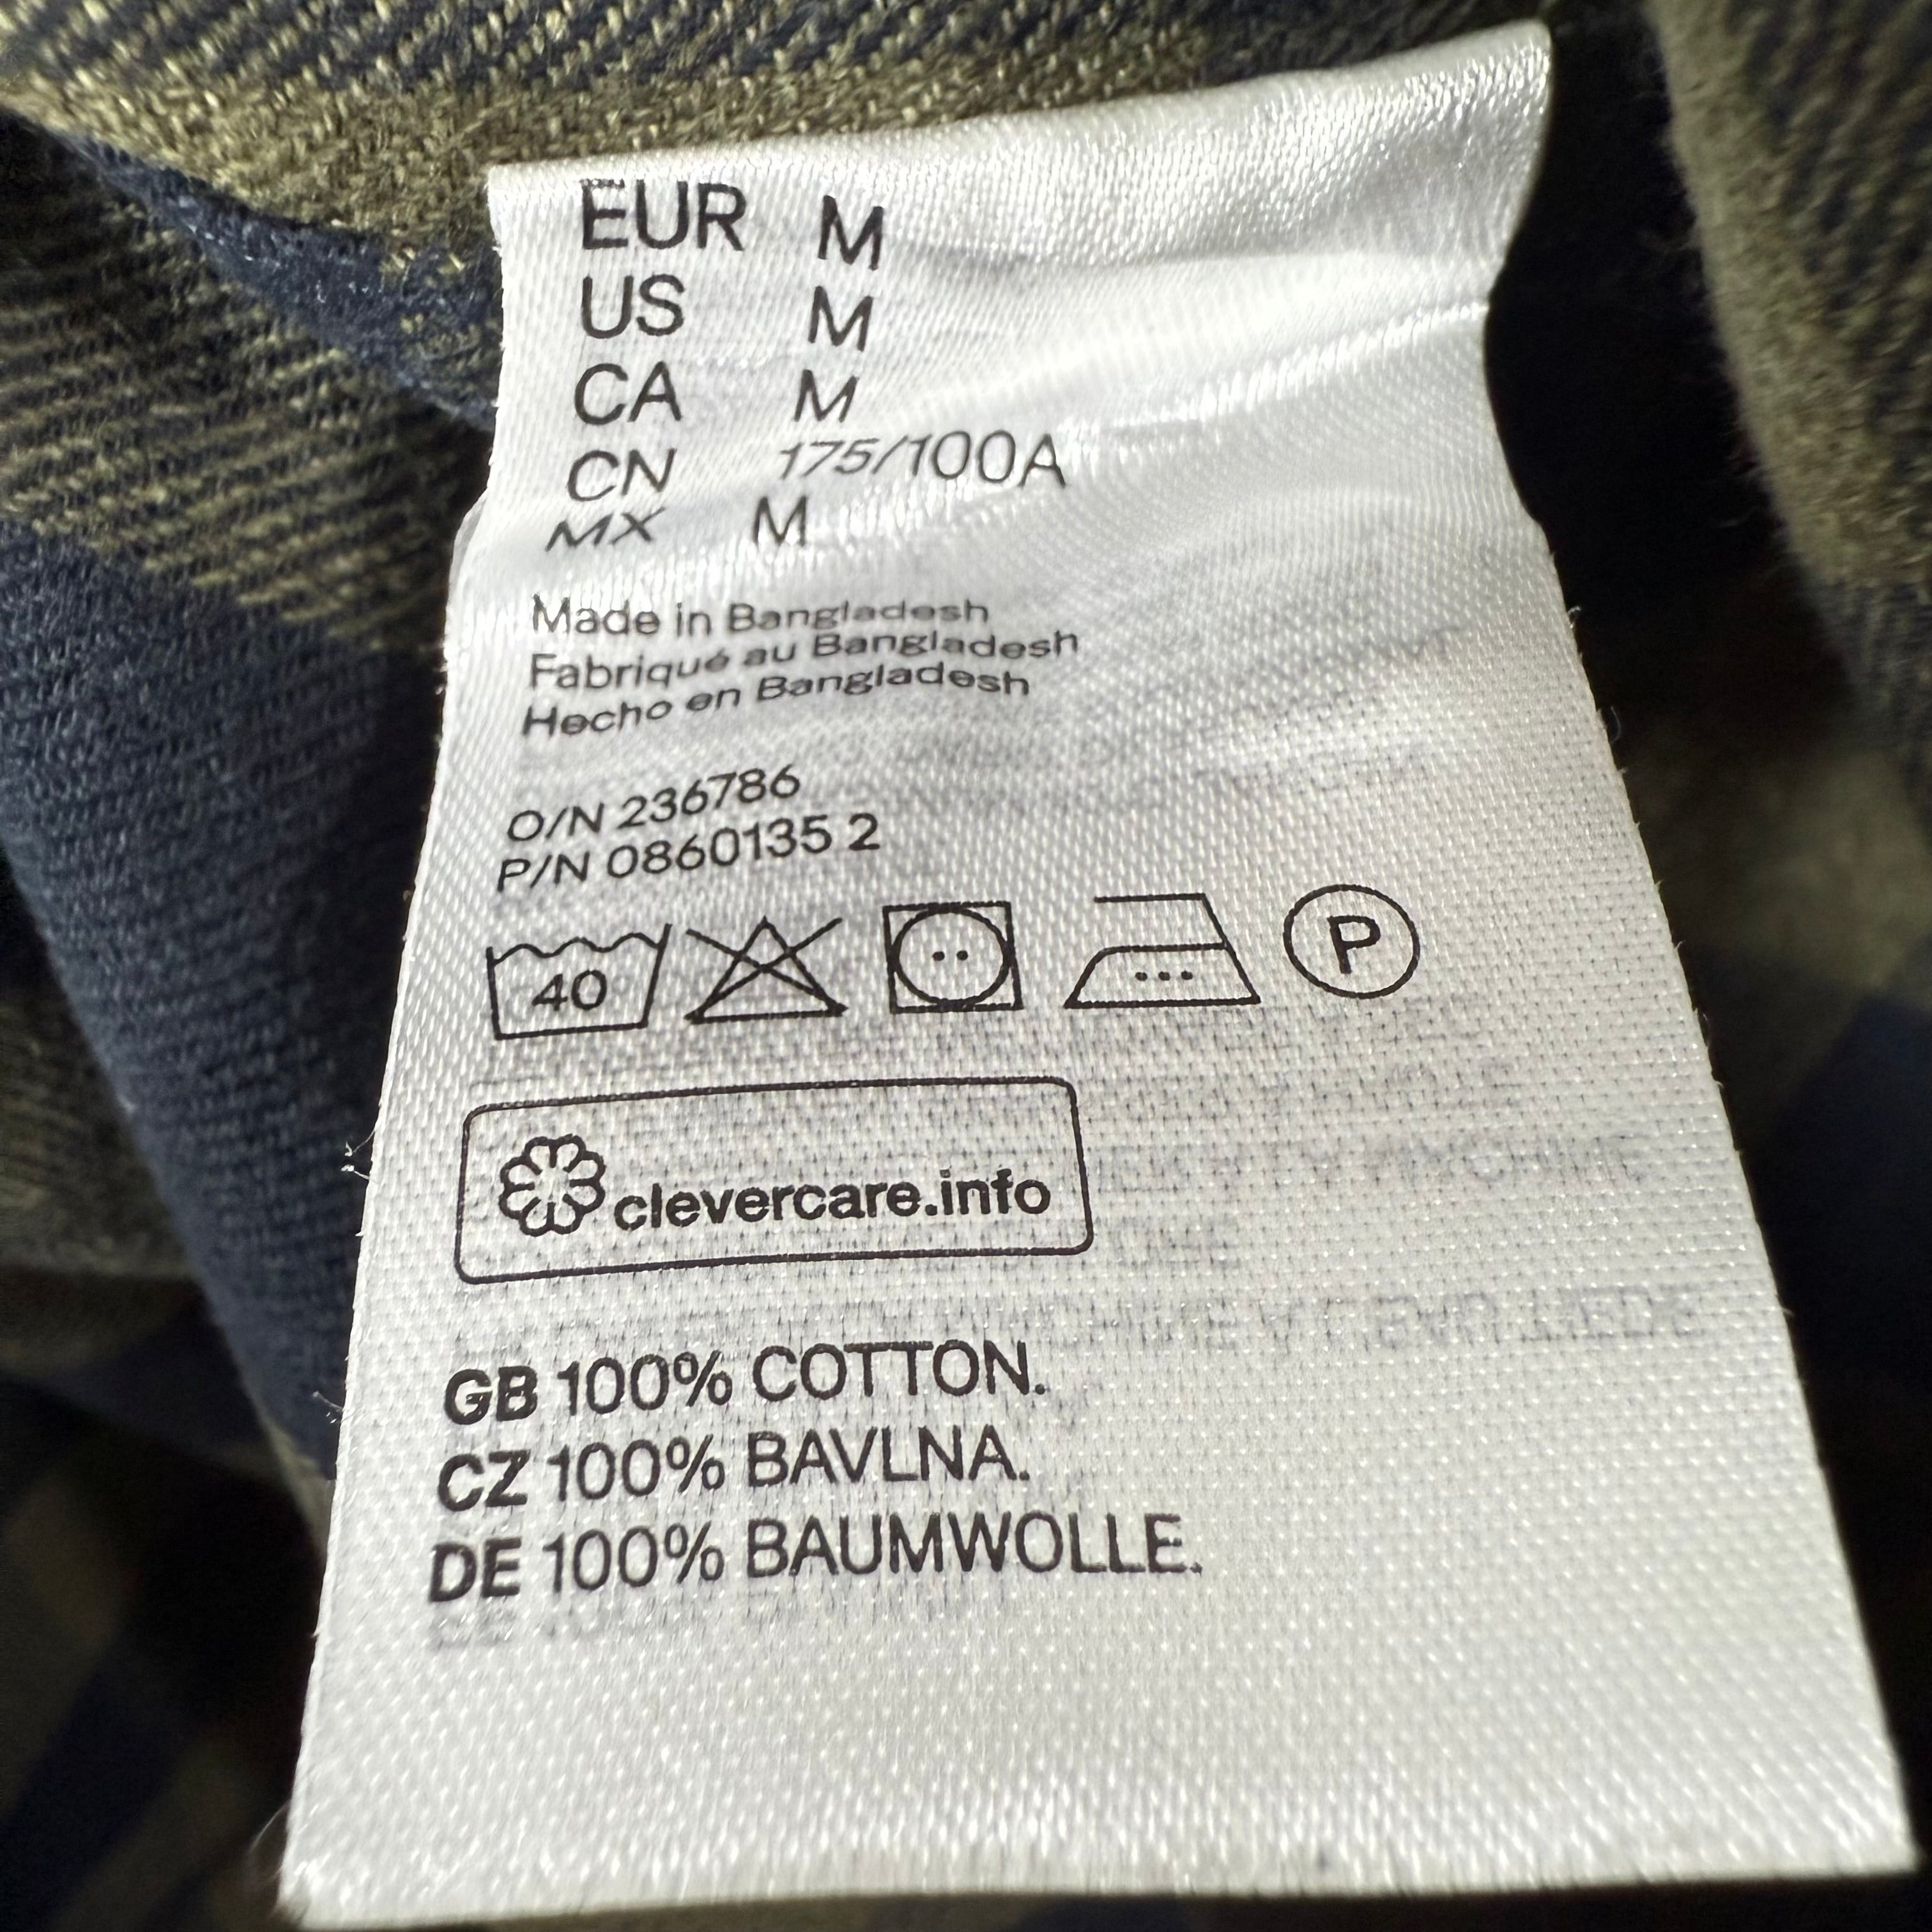 EUR M
US M
CA M
CN 175/100A
MX M
Made in Bangladesh
Fabriqué au Bangladesh
Hecho en Bangladesh
O/N 236786
P/N 0860135 2
40 P
clevercare.info
GB 100% COTTON.
CZ 100% BAVLNA.
DE 100% BAUMWOLLE.